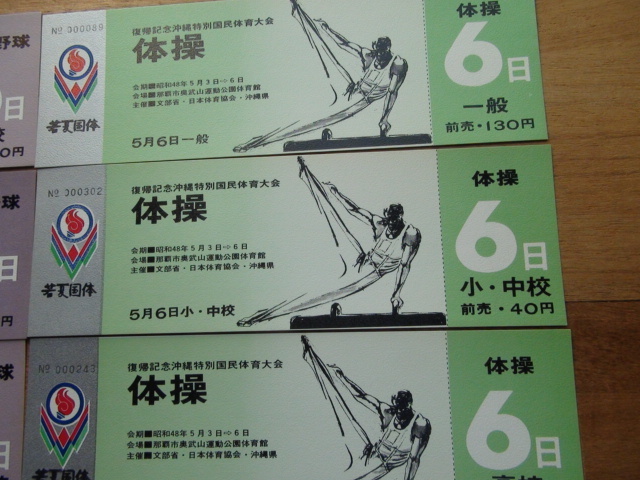 野球
日
校
0円
No 000089
若夏国体
復帰記念沖縄特別国民体育大会
体操
会期■昭和48年5月3日⇨6日
会場■那覇市奥武山運動公園体育館
主催■文部省・日本体育協会・沖縄県
5月6日一般
体操
6日
一般
前売・130円
球
日
円
No 000302
若夏国体
復帰記念沖縄特別国民体育大会
体操
会期■昭和48年5月3日⇨6日
会場■那覇市奥武山運動公園体育館
主催■文部省・日本体育協会・沖縄県
5月6日小・中校
体操
6日
小・中校
前売・40円
球
日
No 000243
若夏国体
復帰記念沖縄特別国民体育大会
体操
会期■昭和48年5月3日⇨6日
会場■那覇市奥武山運動公園体育館
主催■文部省・日本体育協会・沖縄県
体操
6日